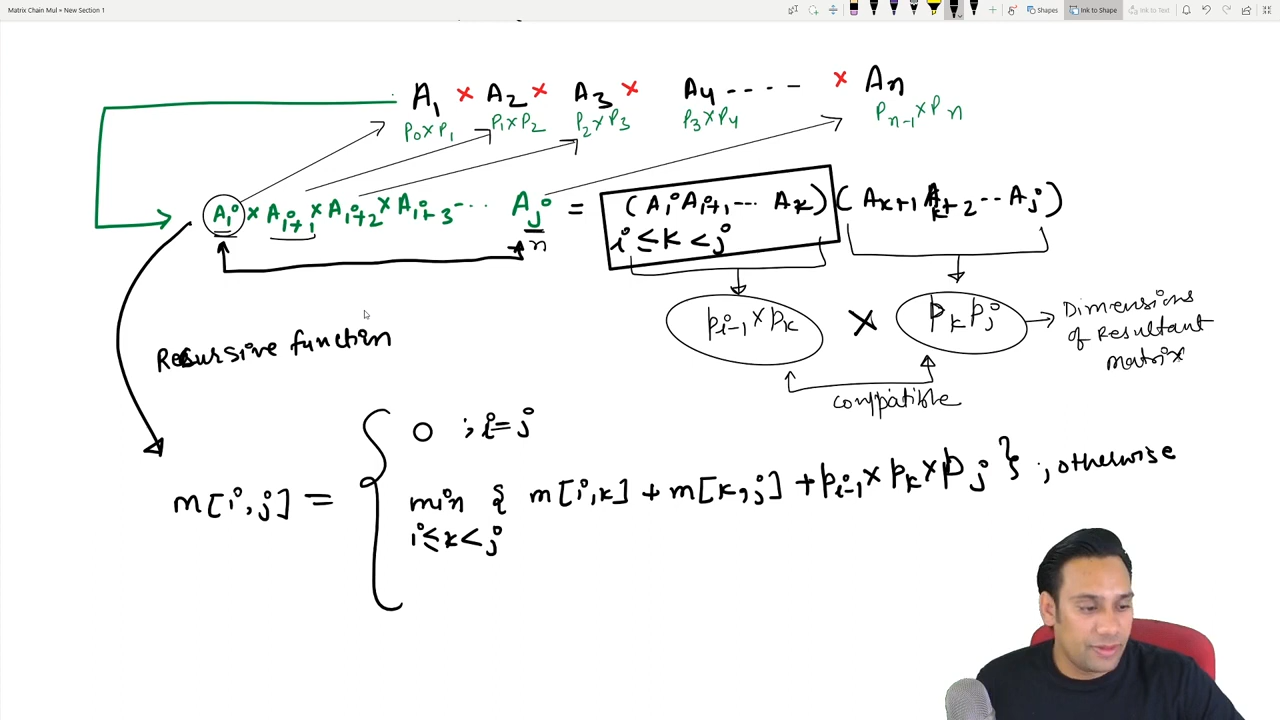 Matrix Chain Mul » New Section 1
Shapes
Ink to Shape
Ink to Text
A₁ × A₂ × A₃ × A₄ ---- - × Aₙ
P₀×P₁ P₁×P₂ P₂×P₃ P₃×P₄ Pₙ₋₁×Pₙ
Aᵢ × Aᵢ₊₁ × Aᵢ₊₂ × Aᵢ₊₃ -··· Aⱼ = (Aᵢ Aᵢ₊₁ ···- Aₖ) (Aₖ₊₁ Aₖ₊₂ -·- Aⱼ)
n
i ≤ K < j
Pᵢ₋₁ × Pₖ × Pₖ Pⱼ
Dimensions
of Resultant
Matrix
compatible
Recursive function
0 ; i=j
m[i,j] = min { m[i,k] + m[k,j] + Pᵢ₋₁ × Pₖ × Pⱼ } ; otherwise
i≤k<j